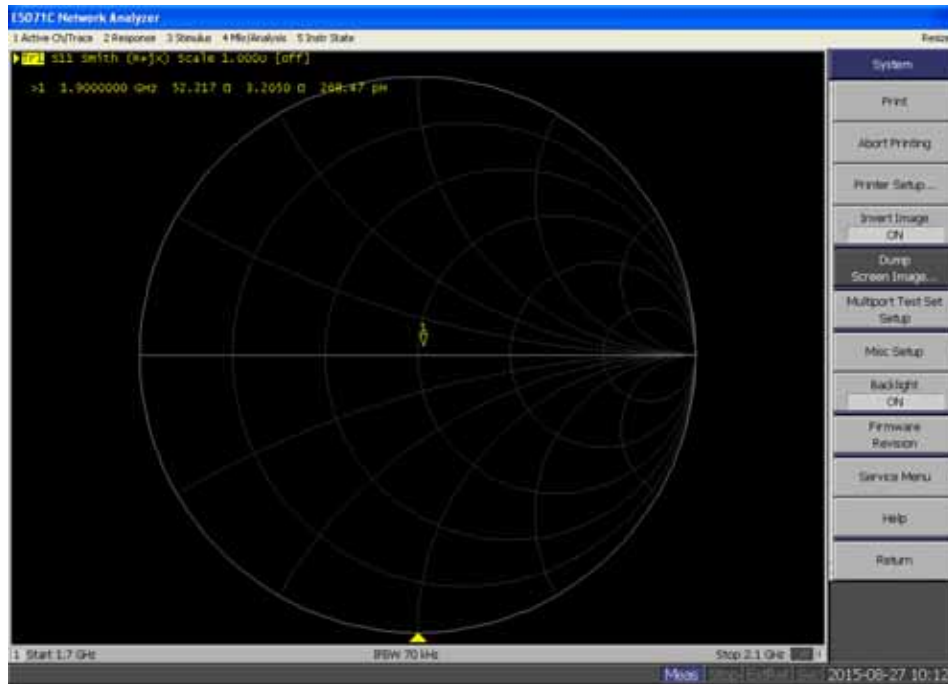 E5071C Network Analyzer
1 Active Ch/Trace 2 Response 3 Stimulus 4 Mkr/Analysis 5 Instr State
Tr1 S11 Smith (R+jX) Scale 1.000U [Off]
>1 1.9000000 GHz 52.217 Ω 3.2050 Ω 268.47 pH
1
System
Print
Abort Printing
Printer Setup...
Invert Image
ON
Dump
Screen Image...
Multiport Test Set
Setup
Misc Setup
Backlight
ON
Firmware
Revision
Service Menu
Help
Return
1 Start 1.7 GHz IFBW 70 kHz Stop 2.1 GHz
Meas 2015-08-27 10:12